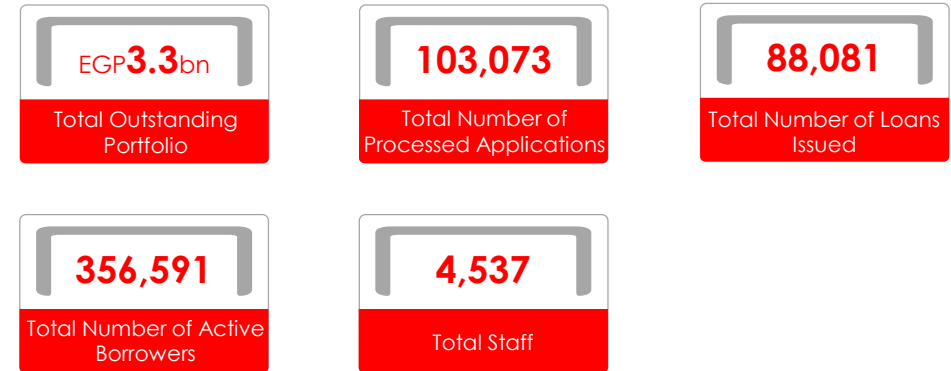 EGP3.3bn
Total Outstanding
Portfolio
103,073
Total Number of
Processed Applications
88,081
Total Number of Loans
Issued
356,591
Total Number of Active
Borrowers
4,537
Total Staff